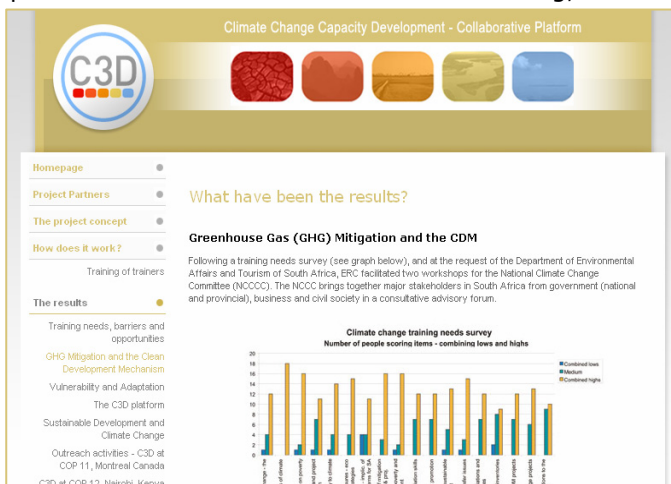 Climate Change Capacity Development - Collaborative Platform
C3D
Homepage
Project Partners
The project concept
How does it work?
Training of trainers
The results
Training needs, barriers and
opportunities
GHG Mitigation and the Clean
Development Mechanism
Vulnerability and Adaptation
The C3D platform
Sustainable Development and
Climate Change
Outreach activities - C3D at
COP 11, Montreal Canada
C3D at COP 12, Nairobi, Kenya
What have been the results?
Greenhouse Gas (GHG) Mitigation and the CDM
Following a training needs survey (see graph below), and at the request of the Department of Environmental
Affairs and Tourism of South Africa, ERC facilitated two workshops for the National Climate Change
Committee (NCCCC). The NCCC brings together major stakeholders in South Africa from government (national
and provincial), business and civil society in a consultative advisory forum.
Climate change training needs survey
Number of people scoring items - combining lows and highs
20
18
16
14
12
10
8
6
4
2
0
Combined lows
Medium
Combined highs